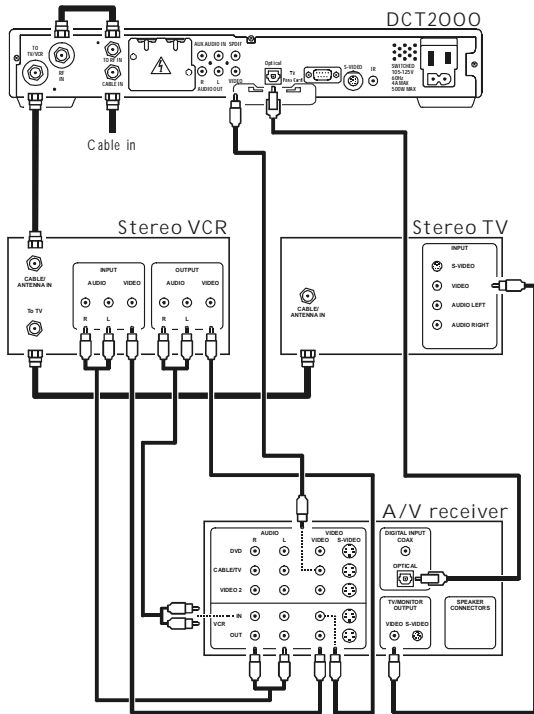 DCT2000
TO
TV/VCR
RF
IN
TO RF IN
CABLE IN
AUX AUDIO IN SPDIF
R L VIDEO
AUDIO OUT
Optical
TV
Pass Card
S-VIDEO
IR
SWITCHED
105-125V
60Hz
4A MAX
500W MAX
Cable in
Stereo VCR
CABLE/
ANTENNA IN
To TV
INPUT
AUDIO VIDEO
R L
OUTPUT
AUDIO VIDEO
R L
Stereo TV
CABLE/
ANTENNA IN
INPUT
S-VIDEO
VIDEO
AUDIO LEFT
AUDIO RIGHT
A/V receiver
AUDIO VIDEO
R L VIDEO S-VIDEO
DVD
CABLE/TV
VIDEO 2
IN
VCR
OUT
DIGITAL INPUT
COAX
OPTICAL
TV/MONITOR
OUTPUT
VIDEO S-VIDEO
SPEAKER
CONNECTORS